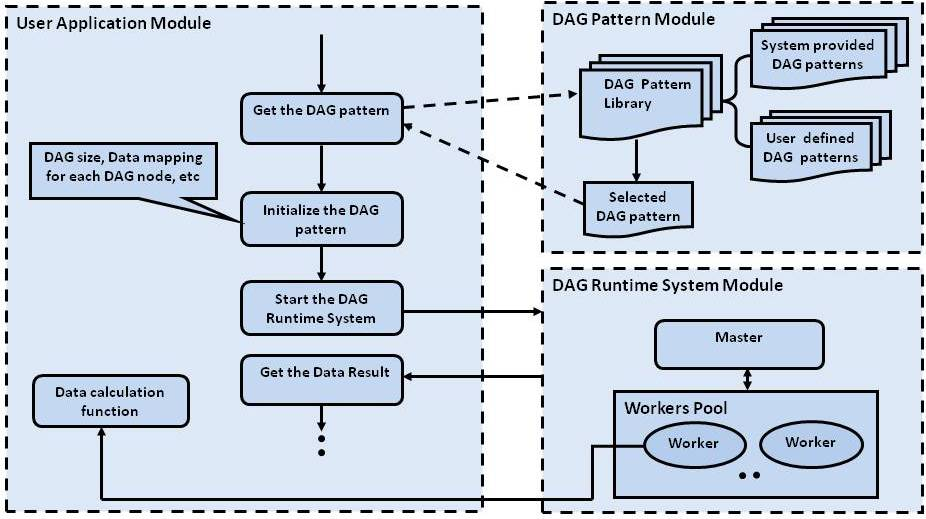 User Application Module
Get the DAG pattern
DAG size, Data mapping
for each DAG node, etc
Initialize the DAG
pattern
Start the DAG
Runtime System
Get the Data Result
Data calculation
function
DAG Pattern Module
DAG Pattern
Library
System provided
DAG patterns
User defined
DAG patterns
Selected
DAG pattern
DAG Runtime System Module
Master
Workers Pool
Worker
Worker